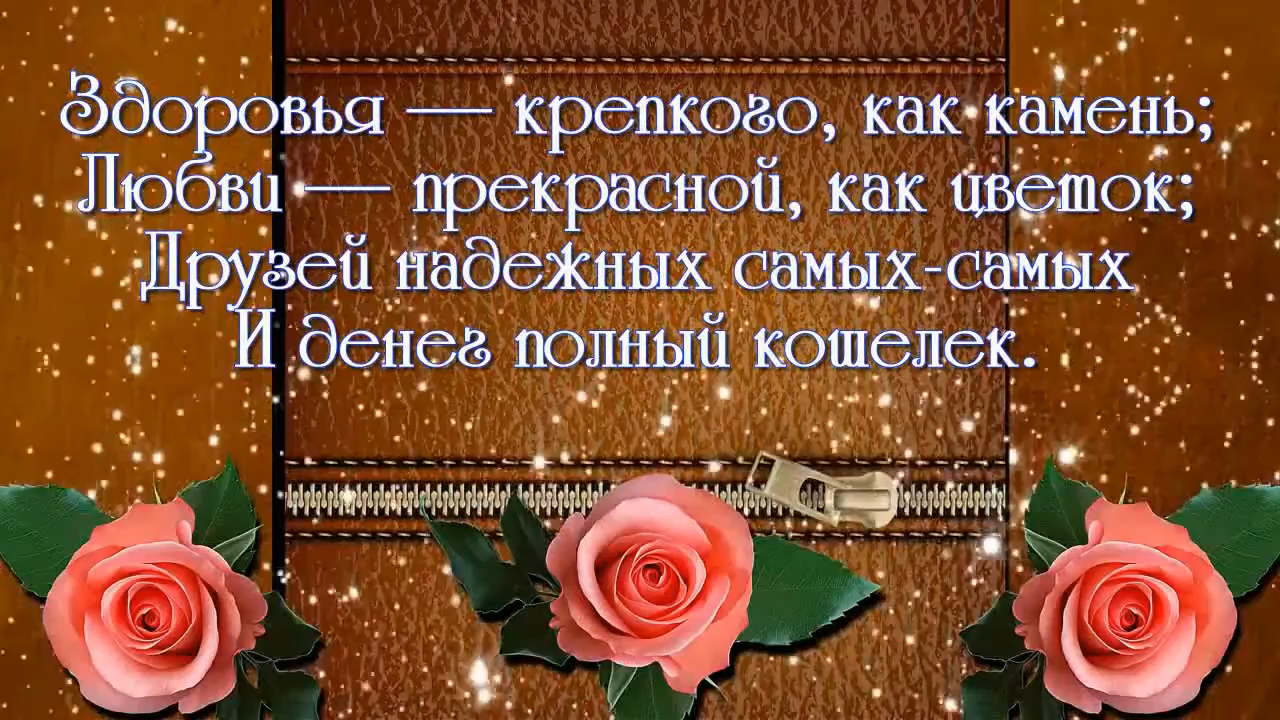 Здоровья — крепкого, как камень;
Любви — прекрасной, как цветок;
Друзей надежных самых-самых
И денег полный кошелек.